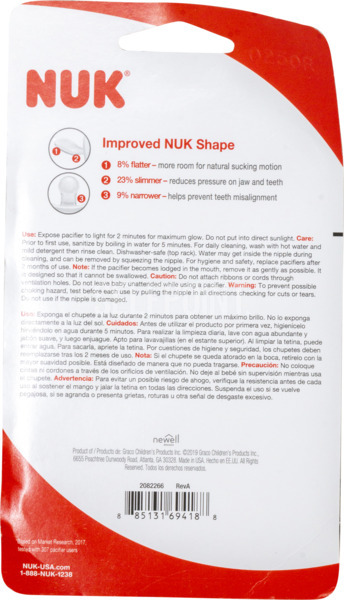 NUK®
Improved NUK Shape
1 8% flatter – more room for natural sucking motion
2 23% slimmer – reduces pressure on jaw and teeth
3 9% narrower – helps prevent teeth misalignment
1
2
3
Use: Expose pacifier to light for 2 minutes for maximum glow. Do not put into direct sunlight. Care:
Prior to first use, sanitize by boiling in water for 5 minutes. For daily cleaning, wash with hot water and
mild detergent then rinse clean. Dishwasher-safe (top rack). Water may get inside the nipple during
cleaning, and can be removed by squeezing the nipple. For hygiene and safety, replace pacifiers after
2 months of use. Note: If the pacifier becomes lodged in the mouth, remove it as gently as possible. It
is designed so that it cannot be swallowed. Caution: Do not attach ribbons or cords through
ventilation holes. Do not leave baby unattended while using a pacifier. Warning: To prevent possible
choking hazard, test before each use by pulling the nipple in all directions checking for cuts or tears.
Do not use if the nipple is damaged.
Uso: Exponga el chupete a la luz durante 2 minutos para obtener un máximo brillo. No lo exponga
directamente a la luz del sol. Cuidados: Antes de utilizar el producto por primera vez, higienícelo
hirviéndolo en agua durante 5 minutos. Para realizar la limpieza diaria, lave con agua abundante y
jabón suave, y luego enjuague. Apto para lavavajillas (en el estante superior). Al limpiar la tetina, puede
entrar agua. Para sacarla, apriete la tetina. Por cuestiones de higiene y seguridad, los chupetes deben
reemplazarse tras los 2 meses de uso. Nota: Si el chupete se queda atorado en la boca, retírelo con la
mayor suavidad posible. Está diseñado de manera que no pueda tragarse. Precaución: No coloque
cintas ni cordones a través de los orificios de ventilación. No deje al bebé sin supervisión mientras usa
el chupete. Advertencia: Para evitar un posible riesgo de ahogo, verifique la resistencia antes de cada
uso al sostener el mango y jalar la tetina en todas las direcciones. Suspenda el uso si se vuelve
pegajoso, si se agranda o presenta grietas, roturas u otra señal de desgaste excesivo.
newell
Product of / Producto de: Graco Children's Products Inc. ©2019 Graco Children's Products Inc.
6655 Peachtree Dunwoody Road, Atlanta, GA 30328. Made in USA. Hecho en EE.UU. All Rights Reserved.
Todos los derechos reservados.
2082266 RevA
8 85131 69418 8
Based on Market Research, 2017,
tested with 307 pacifier users
NUK-USA.com
1-888-NUK-1238